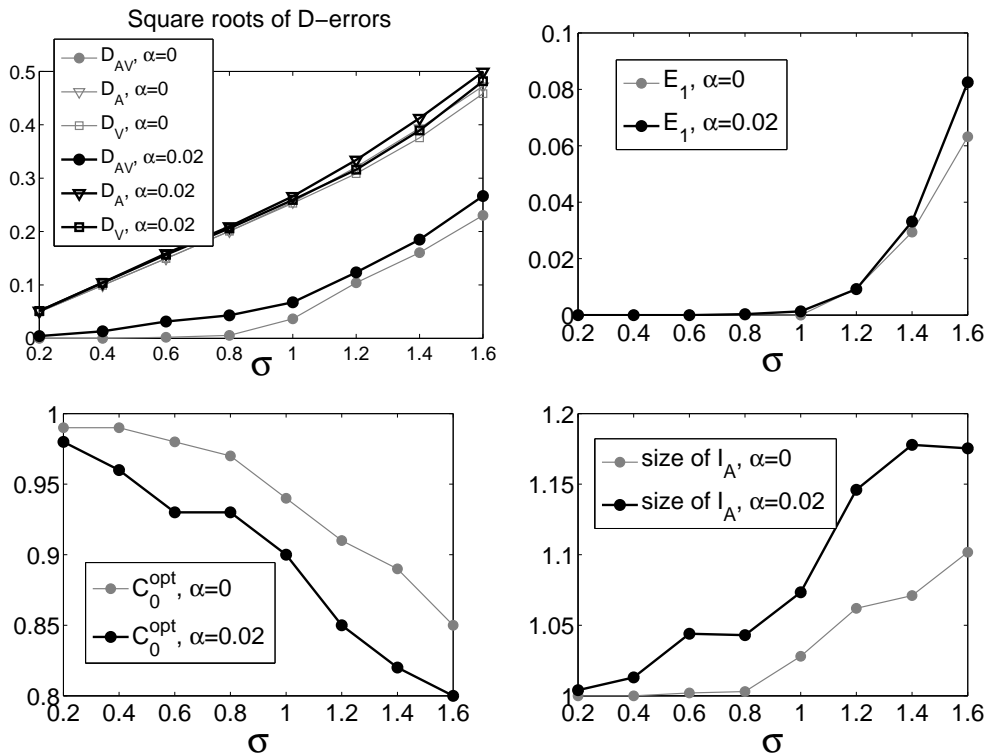 Square roots of D−errors
D_AV, α=0
D_A, α=0
D_V, α=0
D_AV, α=0.02
D_A, α=0.02
D_V, α=0.02
0.5
0.4
0.3
0.2
0.1
0
0.2 0.4 0.6 0.8 1 1.2 1.4 1.6
σ
E_1, α=0
E_1, α=0.02
0.1
0.08
0.06
0.04
0.02
0
0.2 0.4 0.6 0.8 1 1.2 1.4 1.6
σ
C_0^opt, α=0
C_0^opt, α=0.02
1
0.95
0.9
0.85
0.8
0.2 0.4 0.6 0.8 1 1.2 1.4 1.6
σ
size of I_A, α=0
size of I_A, α=0.02
1.2
1.15
1.1
1.05
1
0.2 0.4 0.6 0.8 1 1.2 1.4 1.6
σ